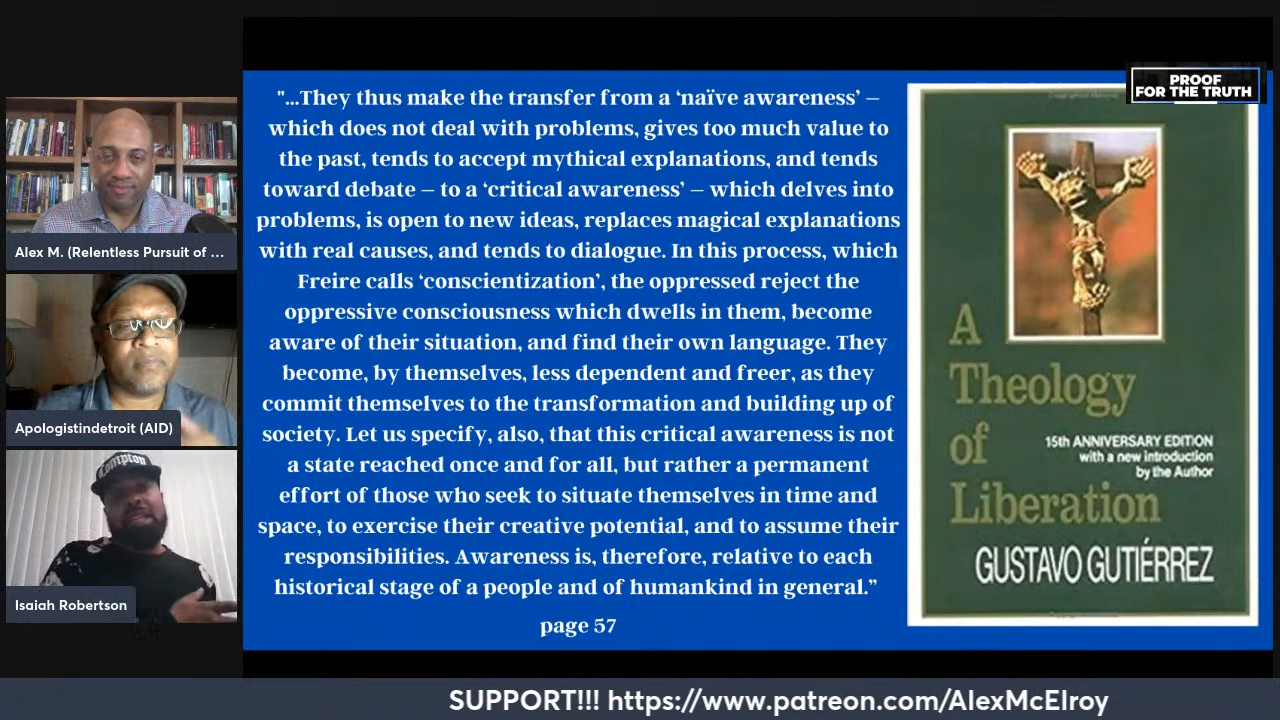 PROOF
FOR THE TRUTH
Alex M. (Relentless Pursuit of ...
Apologistindetroit (AID)
Compton
Isaiah Robertson
"...They thus make the transfer from a ‘naïve awareness’ –
which does not deal with problems, gives too much value to
the past, tends to accept mythical explanations, and tends
toward debate – to a ‘critical awareness’ – which delves into
problems, is open to new ideas, replaces magical explanations
with real causes, and tends to dialogue. In this process, which
Freire calls ‘conscientization’, the oppressed reject the
oppressive consciousness which dwells in them, become
aware of their situation, and find their own language. They
become, by themselves, less dependent and freer, as they
commit themselves to the transformation and building up of
society. Let us specify, also, that this critical awareness is not
a state reached once and for all, but rather a permanent
effort of those who seek to situate themselves in time and
space, to exercise their creative potential, and to assume their
responsibilities. Awareness is, therefore, relative to each
historical stage of a people and of humankind in general.”
page 57
A
Theology
of
Liberation
15th ANNIVERSARY EDITION
with a new introduction
by the Author
GUSTAVO GUTIÉRREZ
SUPPORT!!! https://www.patreon.com/AlexMcElroy